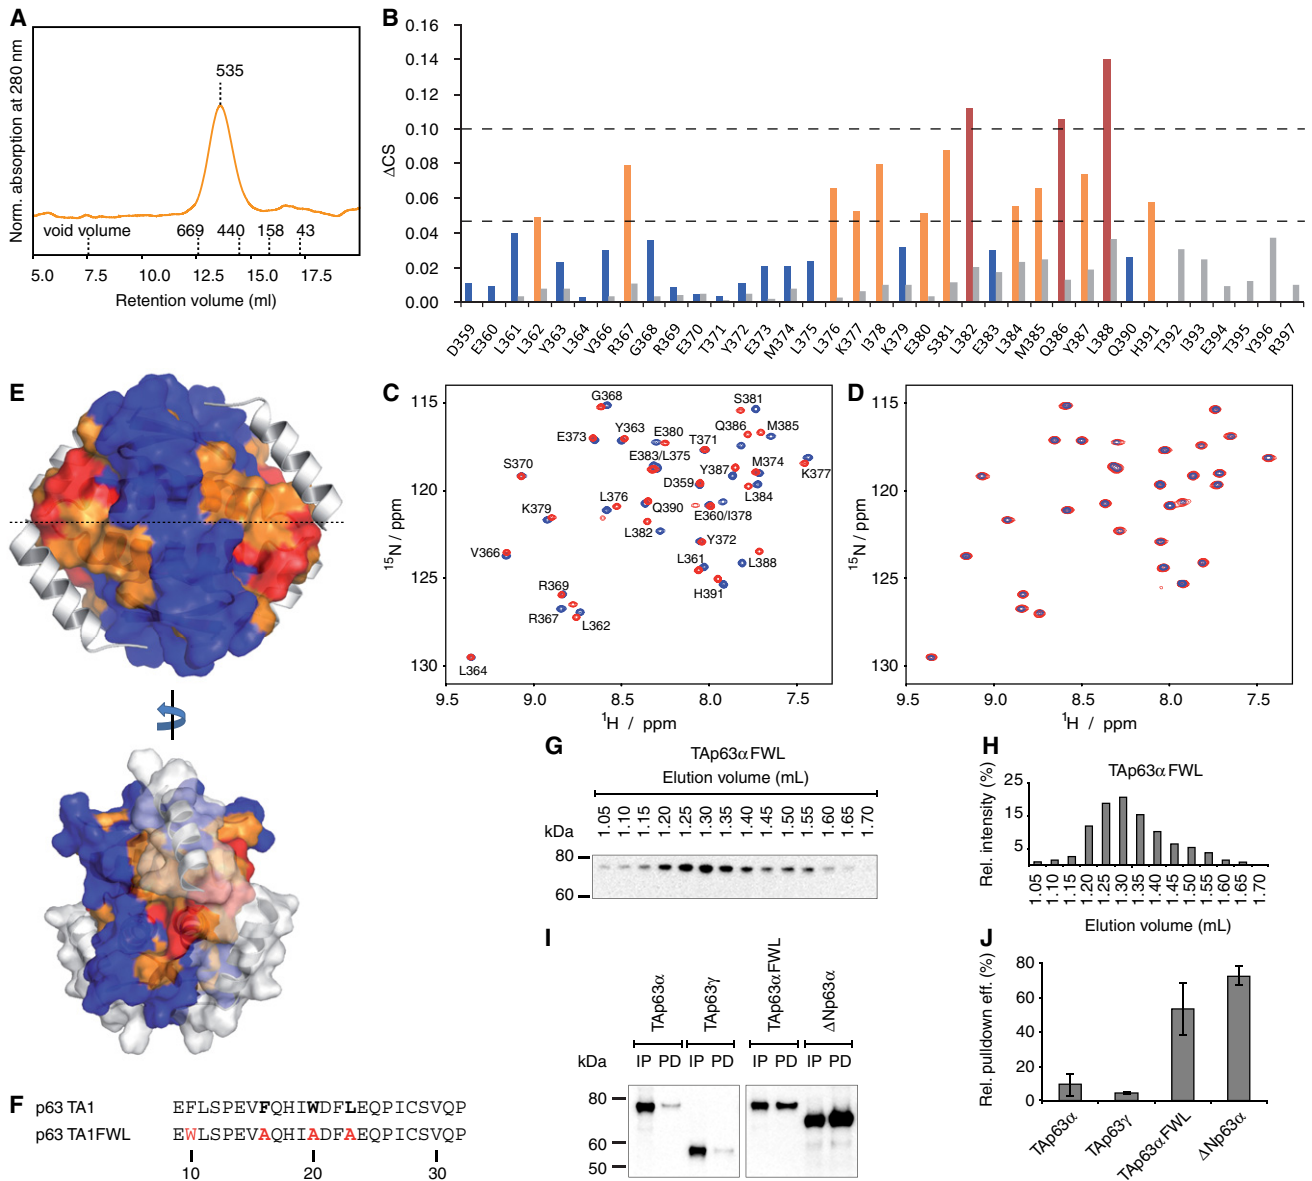 A
Norm. absorption at 280 nm
535
void volume
669
440
158
43
5.0 7.5 10.0 12.5 15.0 17.5
Retention volume (ml)
B
ΔCS
0.16
0.14
0.12
0.10
0.08
0.06
0.04
0.02
0.00
D359 E360 L361 L362 Y363 L364 V366 R367 G368 R369 E370 T371 Y372 E373 M374 L375 L376 K377 I378 K379 E380 S381 L382 E383 L384 M385 Q386 Y387 L388 Q390 H391 T392 I393 E394 T395 Y396 R397
E
C
115
120
125
130
15N / ppm
G368
S381
E373
Y363
E380
Q386
M385
T371
E383/L375
S370
Y387
M374
K377
D359
L384
L376
K379
Q390
E360/I378
L382
Y372
V366
L361
L388
H391
R369
R367
L362
L364
9.5 9.0 8.5 8.0 7.5
1H / ppm
D
115
120
125
130
15N / ppm
9.5 9.0 8.5 8.0 7.5
1H / ppm
G
TAp63α FWL
Elution volume (mL)
kDa
1.05 1.10 1.15 1.20 1.25 1.30 1.35 1.40 1.45 1.50 1.55 1.60 1.65 1.70
80
60
H
TAp63α FWL
Rel. intensity (%)
25
15
5
1.05 1.10 1.15 1.20 1.25 1.30 1.35 1.40 1.45 1.50 1.55 1.60 1.65 1.70
Elution volume (mL)
I
TAp63α TAp63γ TAp63α FWL ΔNp63α
kDa IP PD IP PD IP PD IP PD
80
60
50
J
Rel. pulldown eff. (%)
80
60
40
20
0
TAp63α TAp63γ TAp63α FWL ΔNp63α
F
p63 TA1 EFLSPEVFQHIWDFLEQPICSVQP
p63 TA1FWL EWLSPEVAQHIADFAEQPICSVQP
10 20 30